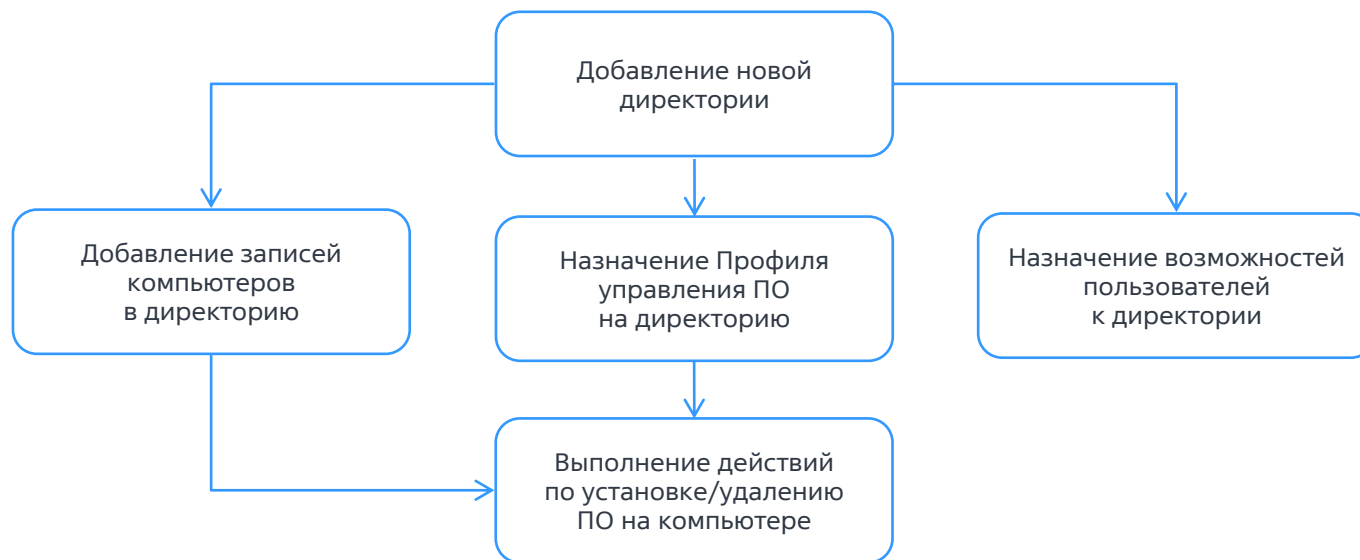 Добавление новой
директории
Добавление записей
компьютеров
в директорию
Назначение Профиля
управления ПО
на директорию
Назначение возможностей
пользователей
к директории
Выполнение действий
по установке/удалению
ПО на компьютере